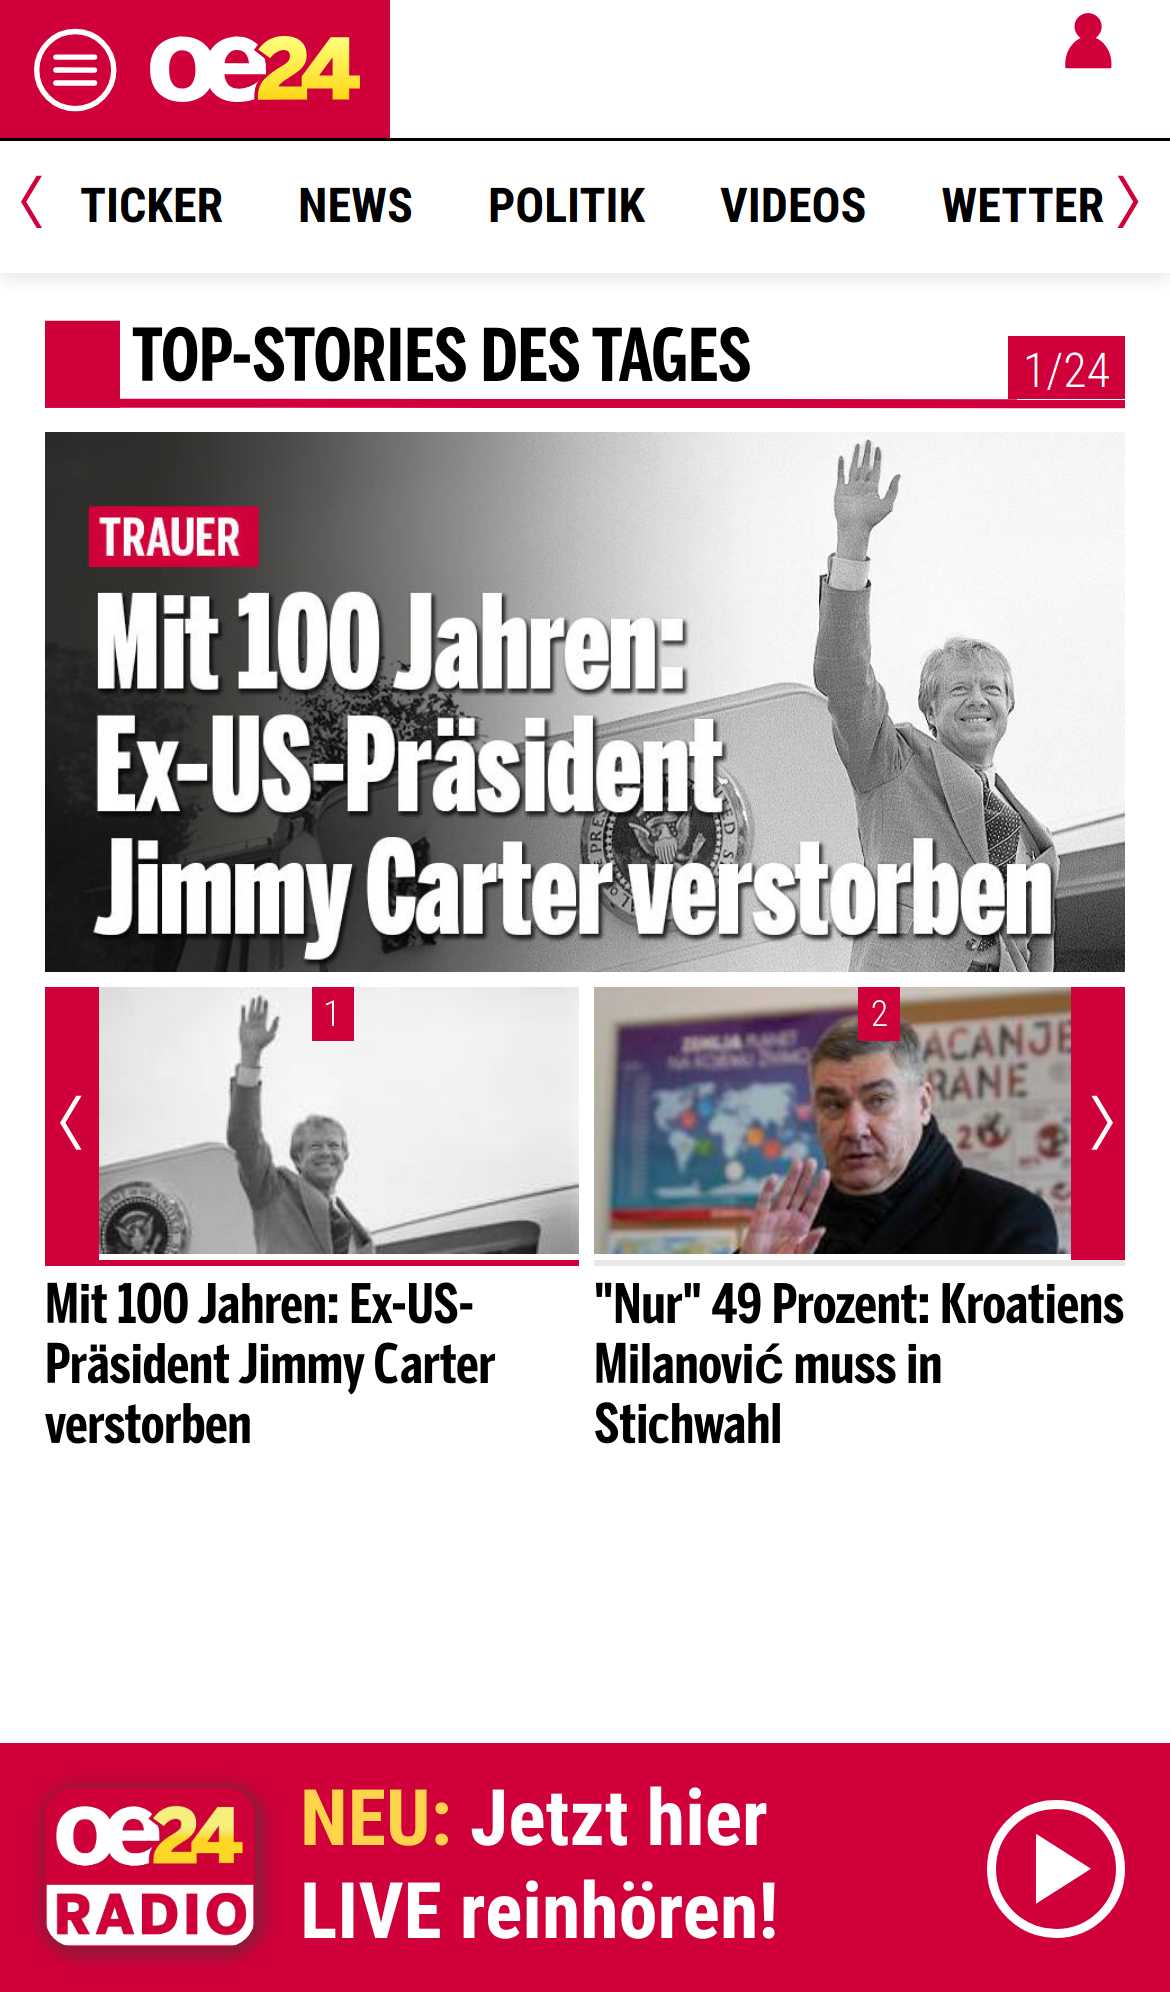 oe24
TICKER
NEWS
POLITIK
VIDEOS
WETTER
TOP-STORIES DES TAGES
1/24
TRAUER
Mit 100 Jahren:
Ex-US-Präsident
Jimmy Carter verstorben
1
Mit 100 Jahren: Ex-US-
Präsident Jimmy Carter
verstorben
2
"Nur" 49 Prozent: Kroatiens
Milanović muss in
Stichwahl
oe24
RADIO
NEU: Jetzt hier
LIVE reinhören!